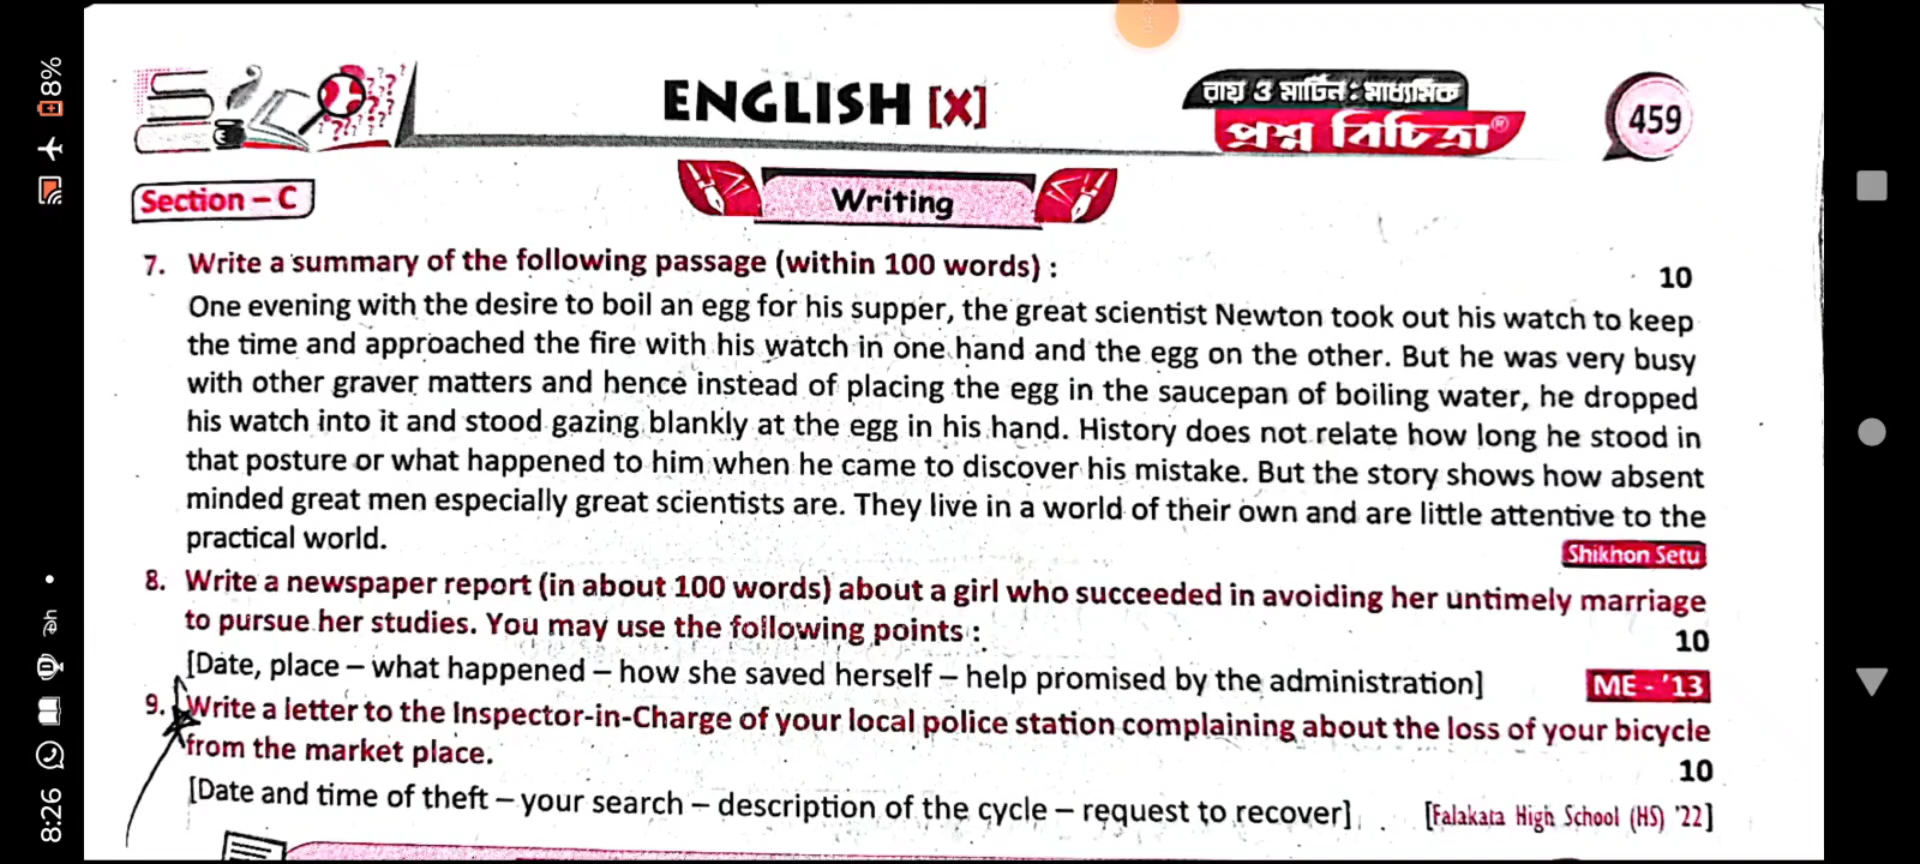 ENGLISH [X]
রায় ও মার্টিন : মাধ্যমিক
প্রশ্ন বিচিত্রা®
459
Section – C
Writing
7. Write a summary of the following passage (within 100 words) :
10
One evening with the desire to boil an egg for his supper, the great scientist Newton took out his watch to keep
the time and approached the fire with his watch in one hand and the egg on the other. But he was very busy
with other graver matters and hence instead of placing the egg in the saucepan of boiling water, he dropped
his watch into it and stood gazing blankly at the egg in his hand. History does not relate how long he stood in
that posture or what happened to him when he came to discover his mistake. But the story shows how absent
minded great men especially great scientists are. They live in a world of their own and are little attentive to the
practical world.
Shikhon Setu
8. Write a newspaper report (in about 100 words) about a girl who succeeded in avoiding her untimely marriage
to pursue her studies. You may use the following points :
10
[Date, place – what happened – how she saved herself – help promised by the administration]
ME - '13
9. Write a letter to the Inspector-in-Charge of your local police station complaining about the loss of your bicycle
from the market place.
10
[Date and time of theft – your search – description of the cycle – request to recover]
[Falakata High School (HS) '22]
8:26
8%